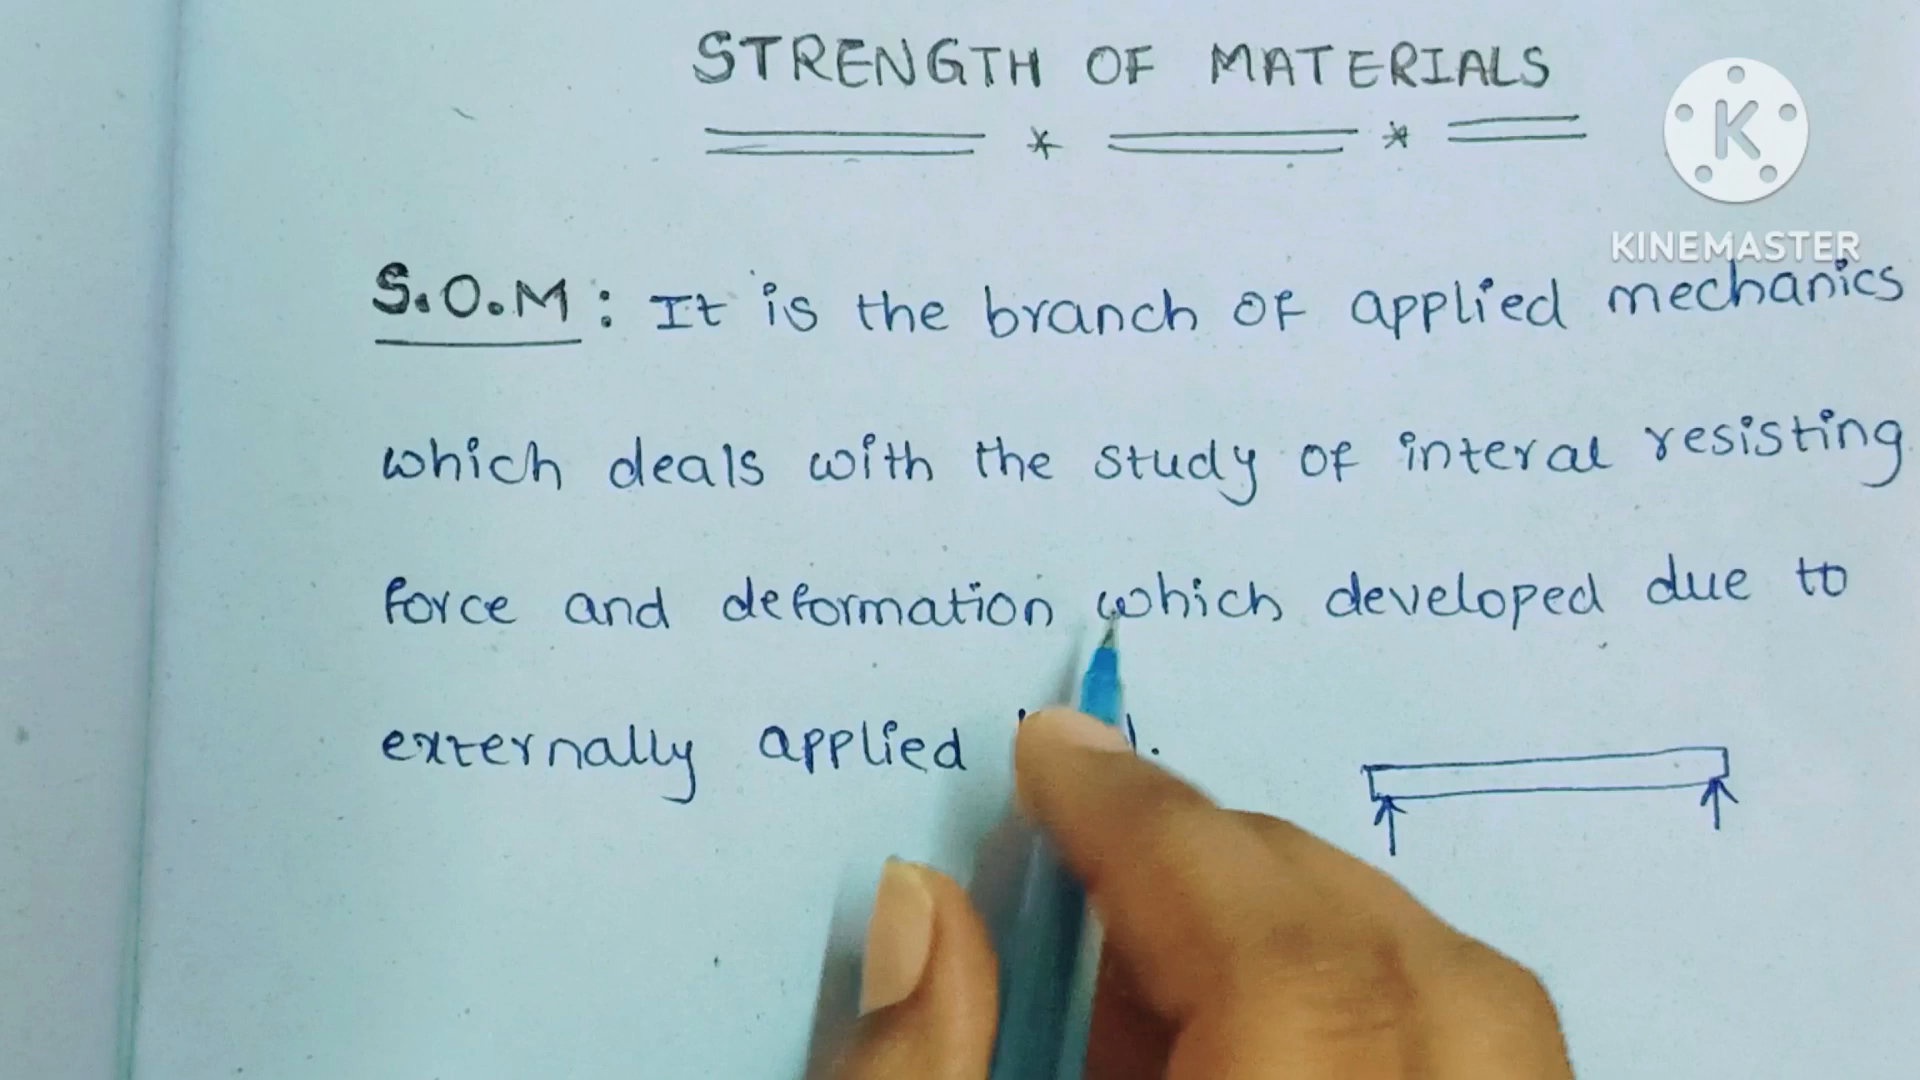 STRENGTH OF MATERIALS
K
KINEMASTER
S.O.M : It is the branch of applied mechanics
which deals with the study of interal resisting
force and deformation which developed due to
externally applied